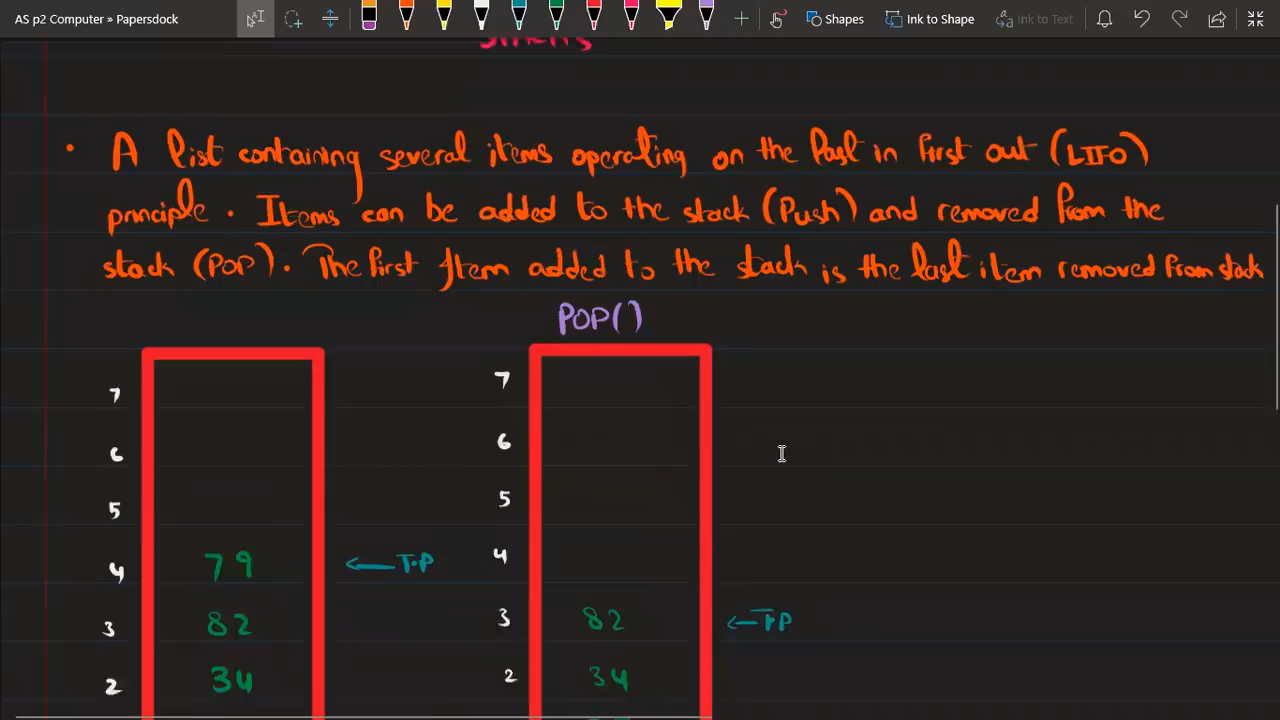 AS p2 Computer » Papersdock
Shapes
Ink to Shape
Ink to Text
• A list containing several items operating on the last in first out (LIFO)
principle. Items can be added to the stack (Push) and removed from the
stack (POP). The first Item added to the stack is the last item removed from stack
POP()
7 7
6 6
5 5
4 79 ← T.P 4
3 82 3 82 ← T.P
2 34 2 34